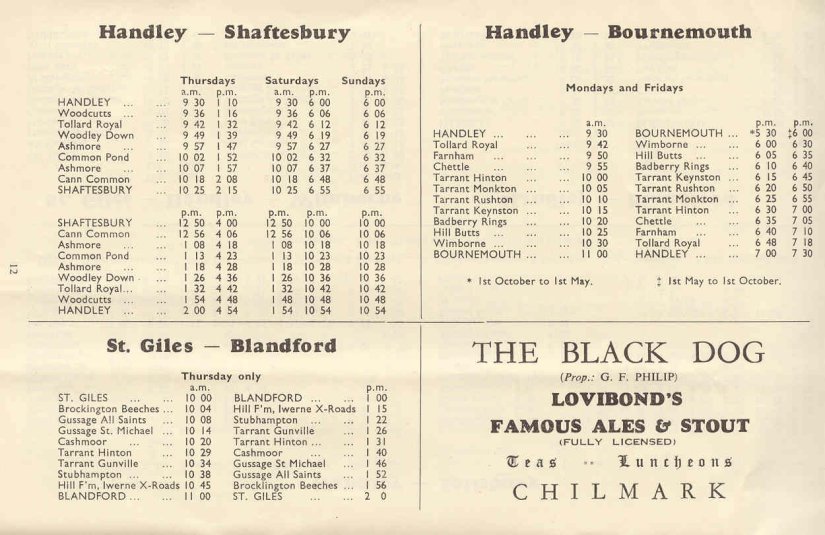 Handley — Shaftesbury
Thursdays Saturdays Sundays
a.m. p.m. a.m. p.m. p.m.
HANDLEY ... ... 9 30 1 10 9 30 6 00 6 00
Woodcutts ... ... 9 36 1 16 9 36 6 06 6 06
Tollard Royal ... 9 42 1 32 9 42 6 12 6 12
Woodley Down ... 9 49 1 39 9 49 6 19 6 19
Ashmore ... ... 9 57 1 47 9 57 6 27 6 27
Common Pond ... 10 02 1 52 10 02 6 32 6 32
Ashmore ... ... 10 07 1 57 10 07 6 37 6 37
Cann Common ... 10 18 2 08 10 18 6 48 6 48
SHAFTESBURY ... 10 25 2 15 10 25 6 55 6 55
p.m. p.m. p.m. p.m. p.m.
SHAFTESBURY ... 12 50 4 00 12 50 10 00 10 00
Cann Common ... 12 56 4 06 12 56 10 06 10 06
Ashmore ... ... 1 08 4 18 1 08 10 18 10 18
Common Pond ... 1 13 4 23 1 13 10 23 10 23
Ashmore ... ... 1 18 4 28 1 18 10 28 10 28
Woodley Down . ... 1 26 4 36 1 26 10 36 10 36
Tollard Royal... ... 1 32 4 42 1 32 10 42 10 42
Woodcutts ... ... 1 54 4 48 1 48 10 48 10 48
HANDLEY ... ... 2 00 4 54 1 54 10 54 10 54
12
Handley — Bournemouth
Mondays and Fridays
a.m.
HANDLEY ... ... ... 9 30
Tollard Royal ... ... 9 42
Farnham ... ... ... 9 50
Chettle ... ... ... 9 55
Tarrant Hinton ... ... 10 00
Tarrant Monkton ... ... 10 05
Tarrant Rushton ... ... 10 10
Tarrant Keynston ... ... 10 15
Badberry Rings ... ... 10 20
Hill Butts ... ... ... 10 25
Wimborne ... ... ... 10 30
BOURNEMOUTH ... ... 11 00
p.m. p.m.
BOURNEMOUTH ... *5 30 ‡6 00
Wimborne ... ... 6 00 6 30
Hill Butts ... ... 6 05 6 35
Badberry Rings ... 6 10 6 40
Tarrant Keynston ... 6 15 6 45
Tarrant Rushton ... 6 20 6 50
Tarrant Monkton ... 6 25 6 55
Tarrant Hinton ... 6 30 7 00
Chettle ... ... 6 35 7 05
Farnham ... ... 6 40 7 10
Tollard Royal ... 6 48 7 18
HANDLEY ... ... 7 00 7 30
* 1st October to 1st May. ‡ 1st May to 1st October.
St. Giles — Blandford
Thursday only
a.m.
ST. GILES ... ... 10 00
Brockington Beeches ... 10 04
Gussage All Saints ... 10 08
Gussage St. Michael ... 10 14
Cashmoor ... ... 10 20
Tarrant Hinton ... 10 29
Tarrant Gunville ... 10 34
Stubhampton ... ... 10 38
Hill F'm, Iwerne X-Roads 10 45
BLANDFORD ... ... 11 00
p.m.
BLANDFORD ... ... 1 00
Hill F'm, Iwerne X-Roads 1 15
Stubhampton ... ... 1 22
Tarrant Gunville ... 1 26
Tarrant Hinton ... ... 1 31
Cashmoor ... ... 1 40
Gussage St Michael ... 1 46
Gussage All Saints ... 1 52
Brocklington Beeches ... 1 56
ST. GILES ... ... 2 0
THE BLACK DOG
(Prop.: G. F. PHILIP)
LOVIBOND'S
FAMOUS ALES & STOUT
(FULLY LICENSED)
Teas -- Luncheons
CHILMARK